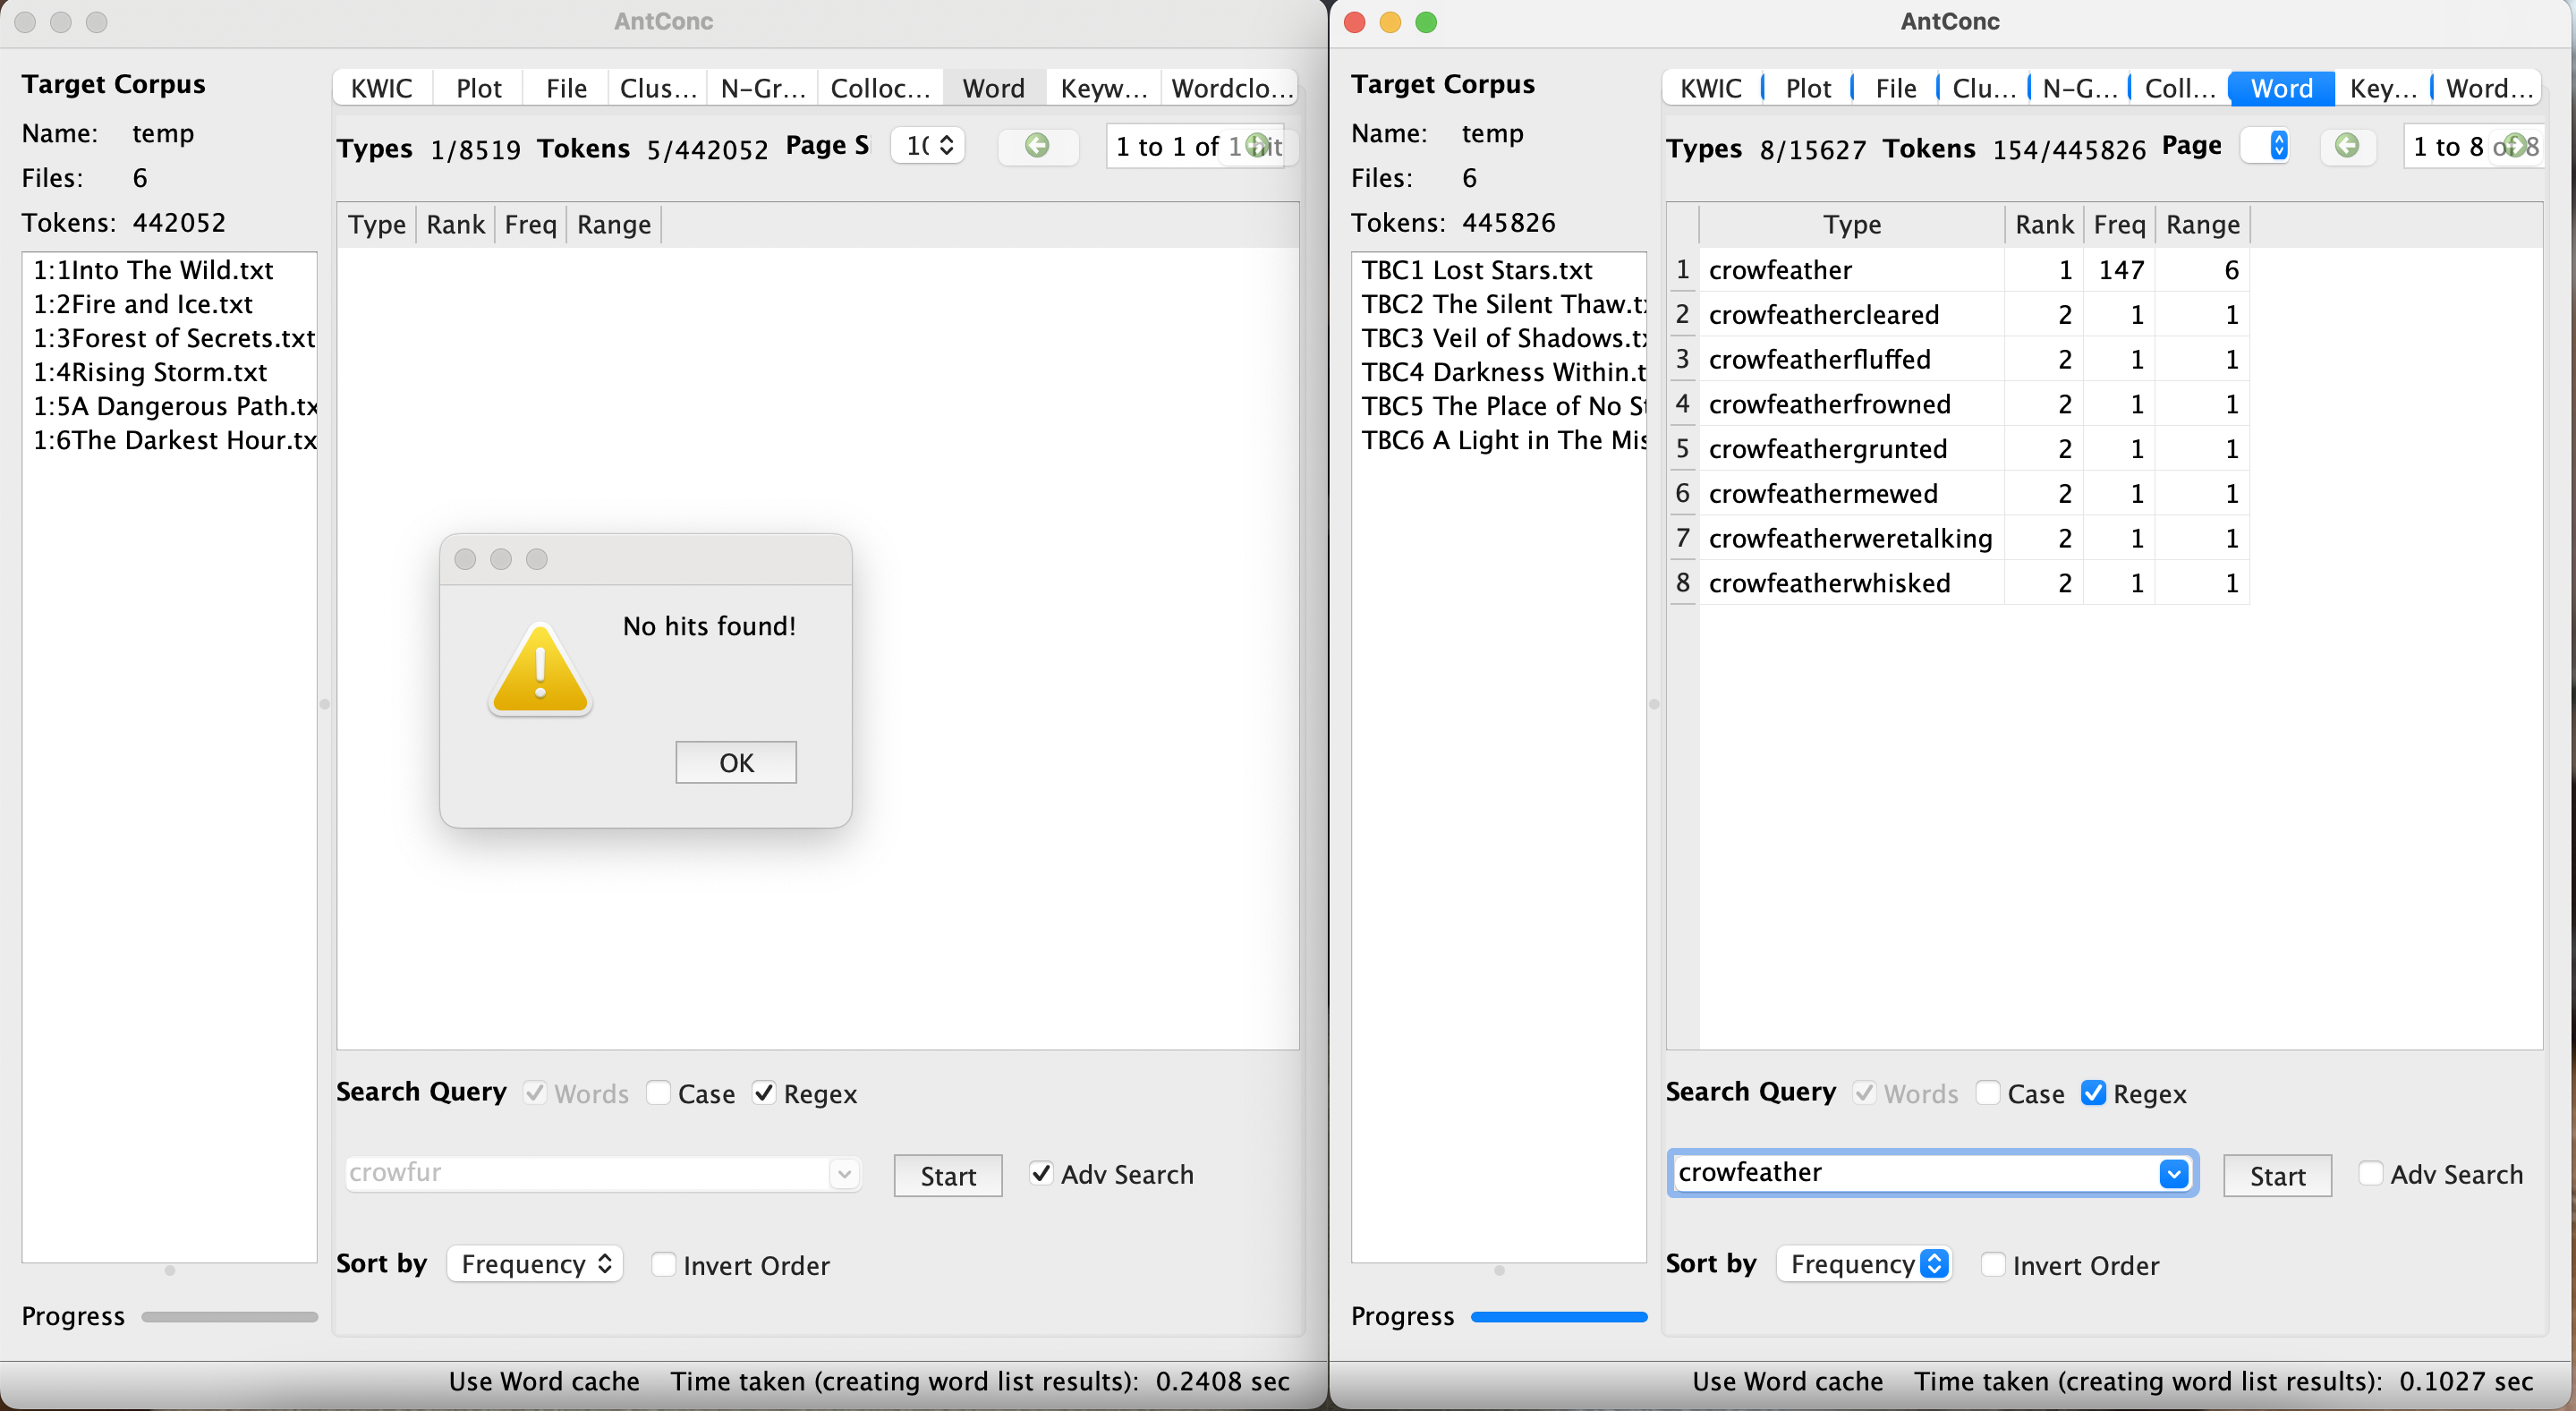 AntConc
Target Corpus
Name: temp
Files: 6
Tokens: 442052
1:1Into The Wild.txt
1:2Fire and Ice.txt
1:3Forest of Secrets.txt
1:4Rising Storm.txt
1:5A Dangerous Path.tx
1:6The Darkest Hour.tx
Progress
KWIC Plot File Clus... N-Gr... Colloc... Word Keyw... Wordclo...
Types 1/8519 Tokens 5/442052 Page S 10 1 to 1 of 1 hit
Type Rank Freq Range
No hits found!
OK
Search Query Words Case Regex
crowfur Start Adv Search
Sort by Frequency Invert Order
Use Word cache Time taken (creating word list results): 0.2408 sec
AntConc
Target Corpus
Name: temp
Files: 6
Tokens: 445826
TBC1 Lost Stars.txt
TBC2 The Silent Thaw.tx
TBC3 Veil of Shadows.tx
TBC4 Darkness Within.t
TBC5 The Place of No St
TBC6 A Light in The Mis
Progress
KWIC Plot File Clu... N-G... Coll... Word Key... Word...
Types 8/15627 Tokens 154/445826 Page 1 to 8 of 8
Type Rank Freq Range
1 crowfeather 1 147 6
2 crowfeathercleared 2 1 1
3 crowfeatherfluffed 2 1 1
4 crowfeatherfrowned 2 1 1
5 crowfeathergrunted 2 1 1
6 crowfeathermewed 2 1 1
7 crowfeatherweretalking 2 1 1
8 crowfeatherwhisked 2 1 1
Search Query Words Case Regex
crowfeather Start Adv Search
Sort by Frequency Invert Order
Use Word cache Time taken (creating word list results): 0.1027 sec